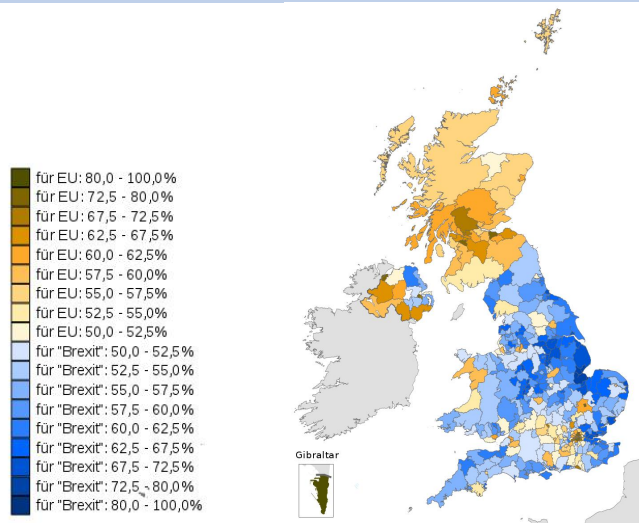 für EU: 80,0 - 100,0%
für EU: 72,5 - 80,0%
für EU: 67,5 - 72,5%
für EU: 62,5 - 67,5%
für EU: 60,0 - 62,5%
für EU: 57,5 - 60,0%
für EU: 55,0 - 57,5%
für EU: 52,5 - 55,0%
für EU: 50,0 - 52,5%
für "Brexit": 50,0 - 52,5%
für "Brexit": 52,5 - 55,0%
für "Brexit": 55,0 - 57,5%
für "Brexit": 57,5 - 60,0%
für "Brexit": 60,0 - 62,5%
für "Brexit": 62,5 - 67,5%
für "Brexit": 67,5 - 72,5%
für "Brexit": 72,5 - 80,0%
für "Brexit": 80,0 - 100,0%
Gibraltar